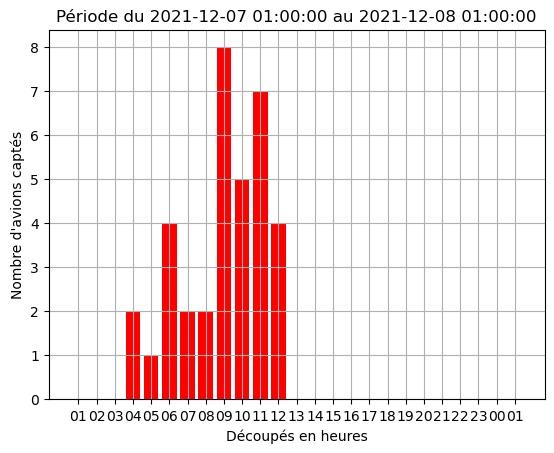 Période du 2021-12-07 01:00:00 au 2021-12-08 01:00:00
8
7
6
5
4
3
2
1
0
Nombre d'avions captés
01 02 03 04 05 06 07 08 09 10 11 12 13 14 15 16 17 18 19 20 21 22 23 00 01
Découpés en heures